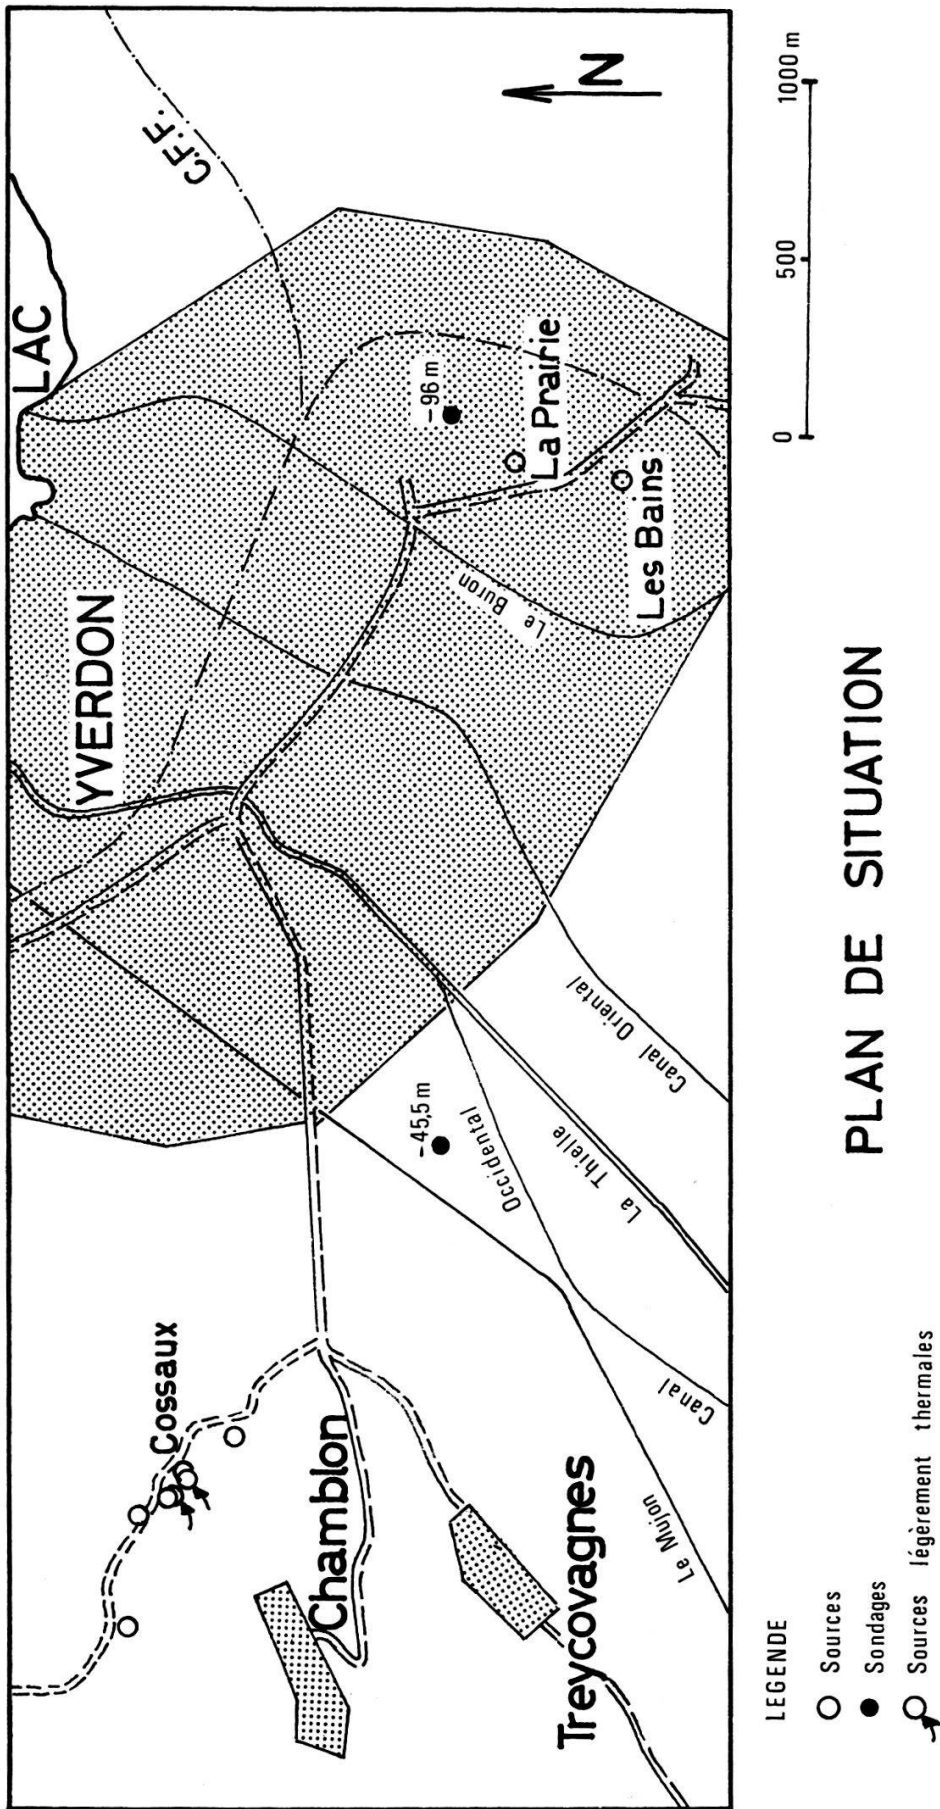 LAC
C.F.F.
YVERDON
N
-96 m
La Prairie
Les Bains
Le Buron
Cossaux
Chamblon
Treycovagnes
-45,5 m
Occidental
Canal
La Thielle
Canal Oriental
Le Mujon
PLAN DE SITUATION
0 500 1000 m
LEGENDE
Sources
Sondages
Sources légèrement thermales